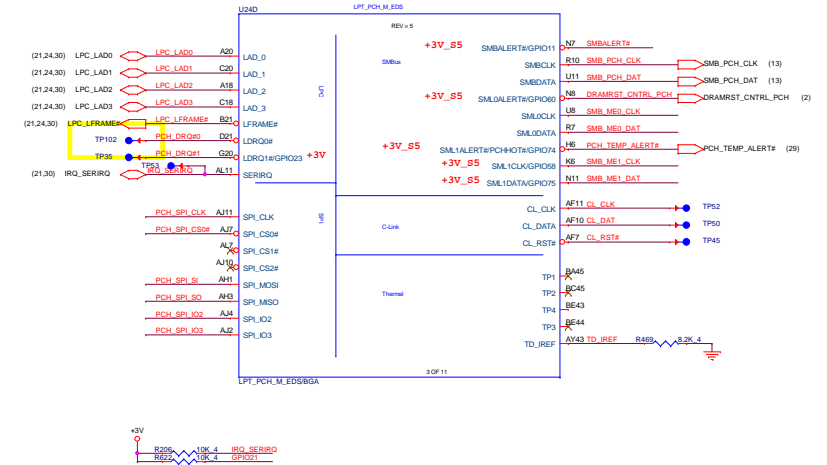 U24D
LPT_PCH_M_EDS
REV = 5
(21,24,30) LPC_LAD0 LPC_LAD0 A20 LAD_0
(21,24,30) LPC_LAD1 LPC_LAD1 C20 LAD_1
(21,24,30) LPC_LAD2 LPC_LAD2 A18 LAD_2
(21,24,30) LPC_LAD3 LPC_LAD3 C18 LAD_3
(21,24,30) LPC_LFRAME# LPC_LFRAME# B21 LFRAME#
TP102 PCH_DRQ#0 D21 LDRQ0#
TP35 PCH_DRQ#1 G20 LDRQ1#/GPIO23 +3V
TP53
(21,30) IRQ_SERIRQ IRQ_SERIRQ AL11 SERIRQ
LPC
PCH_SPI_CLK AJ11 SPI_CLK
PCH_SPI_CS0# AJ7 SPI_CS0#
AL7 SPI_CS1#
AJ10 SPI_CS2#
PCH_SPI_SI AH1 SPI_MOSI
PCH_SPI_SO AH3 SPI_MISO
PCH_SPI_IO2 AJ4 SPI_IO2
PCH_SPI_IO3 AJ2 SPI_IO3
SPI
SMBus
+3V_S5 SMBALERT#/GPIO11 N7 SMBALERT#
SMBCLK R10 SMB_PCH_CLK SMB_PCH_CLK (13)
SMBDATA U11 SMB_PCH_DAT SMB_PCH_DAT (13)
+3V_S5 SML0ALERT#/GPIO60 N8 DRAMRST_CNTRL_PCH DRAMRST_CNTRL_PCH (2)
SML0CLK U8 SMB_ME0_CLK
SML0DATA R7 SMB_ME0_DAT
+3V_S5 SML1ALERT#/PCHHOT#/GPIO74 H6 PCH_TEMP_ALERT# PCH_TEMP_ALERT# (29)
+3V_S5 SML1CLK/GPIO58 K6 SMB_ME1_CLK
+3V_S5 SML1DATA/GPIO75 N11 SMB_ME1_DAT
C-Link
CL_CLK AF11 CL_CLK TP52
CL_DATA AF10 CL_DAT TP50
CL_RST# AF7 CL_RST# TP45
Thermal
TP1 BA45
TP2 BC45
TP4 BE43
TP3 BE44
TD_IREF AY43 TD_IREF R469 8.2K_4
3 OF 11
LPT_PCH_M_EDS/BGA
+3V
R206 10K_4 IRQ_SERIRQ
R622 10K_4 GPIO21